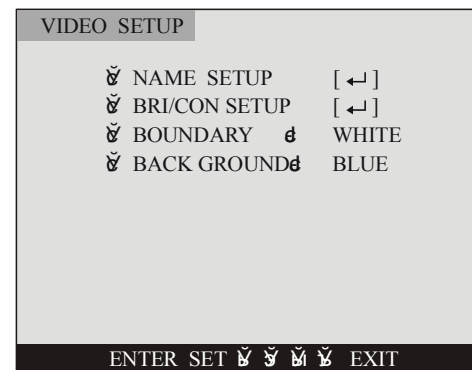 VIDEO SETUP
NAME SETUP [↵]
BRI/CON SETUP [↵]
BOUNDARY WHITE
BACK GROUND BLUE
ENTER SET EXIT